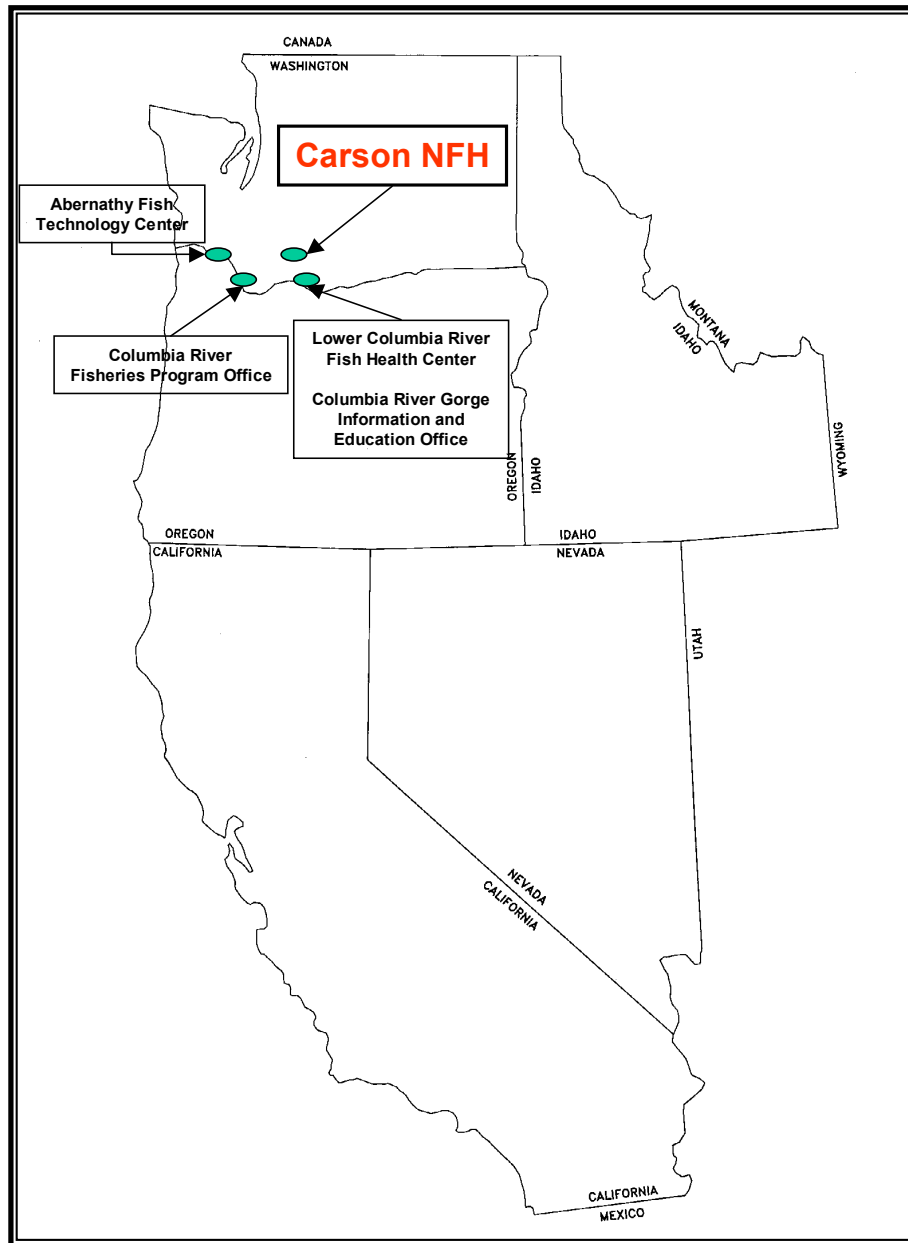 CANADA
WASHINGTON
Carson NFH
Abernathy Fish
Technology Center
Columbia River
Fisheries Program Office
Lower Columbia River
Fish Health Center
Columbia River Gorge
Information and
Education Office
MONTANA
IDAHO
WYOMING
OREGON
IDAHO
OREGON
CALIFORNIA
IDAHO
NEVADA
UTAH
NEVADA
CALIFORNIA
CALIFORNIA
MEXICO